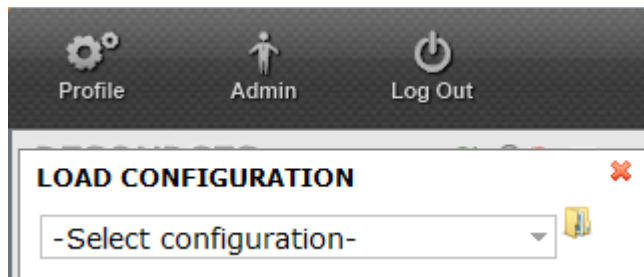 Profile Admin Log Out
LOAD CONFIGURATION
-Select configuration-